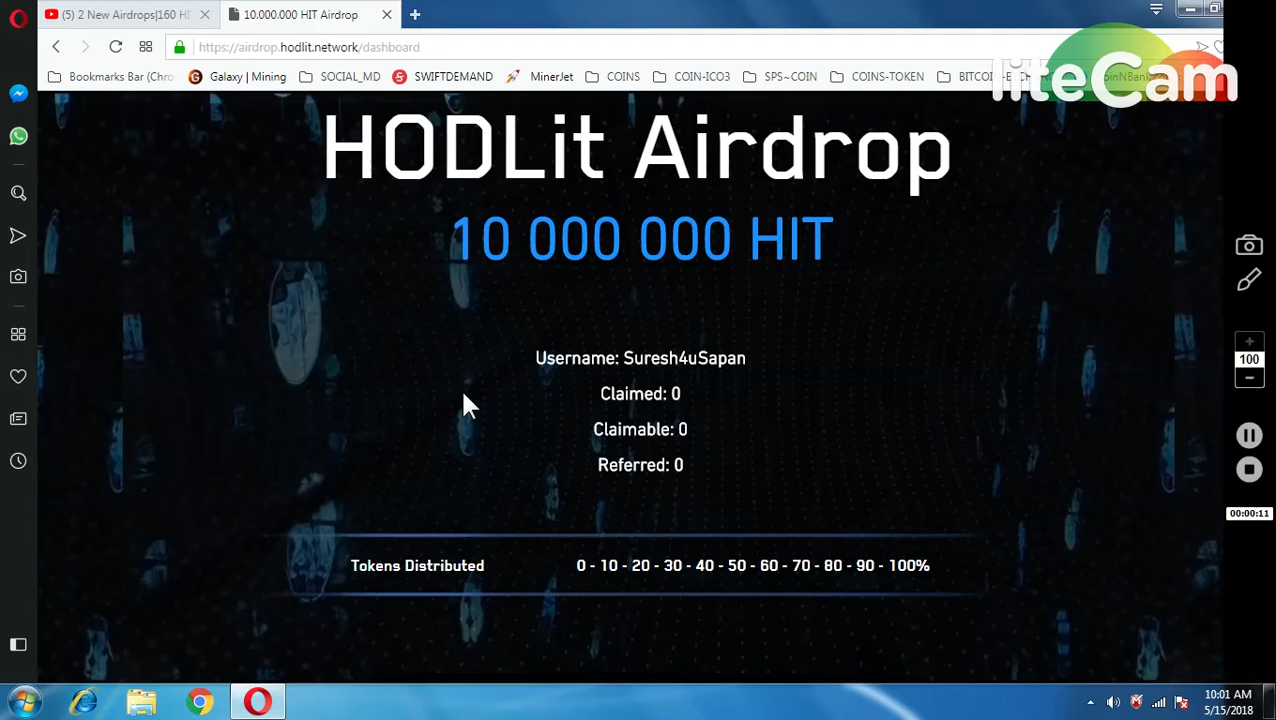 (5) 2 New Airdrops|160 HI
10.000.000 HIT Airdrop
https://airdrop.hodlit.network/dashboard
Bookmarks Bar (Chro
Galaxy | Mining
SOCIAL_MD
SWIFTDEMAND
MinerJet
COINS
COIN-ICO3
SPS~COIN
COINS-TOKEN
liteCam
HODLit Airdrop
10 000 000 HIT
Username: Suresh4uSapan
Claimed: 0
Claimable: 0
Referred: 0
Tokens Distributed
0 - 10 - 20 - 30 - 40 - 50 - 60 - 70 - 80 - 90 - 100%
100
00:00:11
10:01 AM
5/15/2018